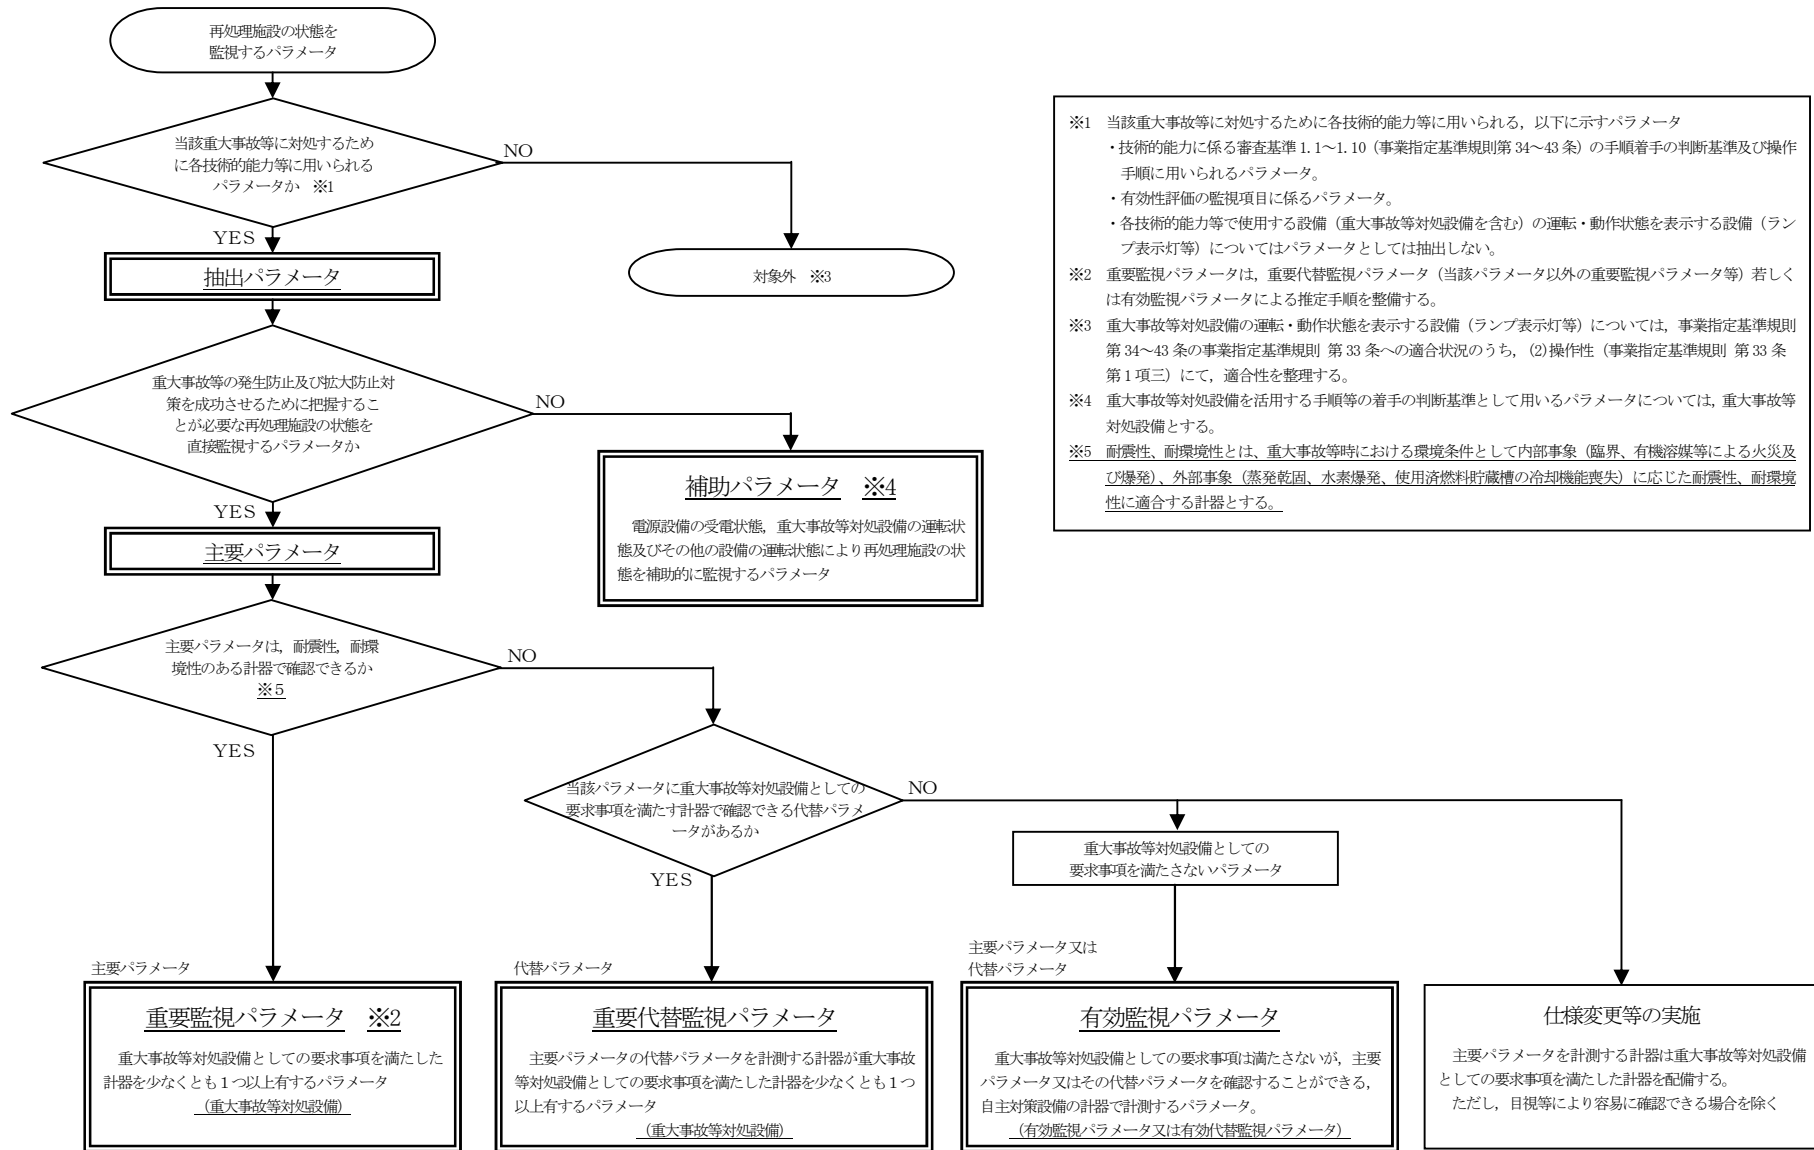 再処理施設の状態を
監視するパラメータ
当該重大事故等に対処するため
に各技術的能力等に用いられる
パラメータか ※1
NO
YES
抽出パラメータ
対象外 ※3
重大事故等の発生防止及び拡大防止対
策を成功させるために把握するこ
とが必要な再処理施設の状態を
直接監視するパラメータか
NO
YES
補助パラメータ ※4
電源設備の受電状態，重大事故等対処設備の運転状
態及びその他の設備の運転状態により再処理施設の状
態を補助的に監視するパラメータ
主要パラメータ
主要パラメータは，耐震性，耐環
境性のある計器で確認できるか
※5
NO
YES
当該パラメータに重大事故等対処設備としての
要求事項を満たす計器で確認できる代替パラメ
ータがあるか
NO
YES
重大事故等対処設備としての
要求事項を満たさないパラメータ
主要パラメータ
重要監視パラメータ ※2
重大事故等対処設備としての要求事項を満たした
計器を少なくとも１つ以上有するパラメータ
（重大事故等対処設備）
代替パラメータ
重要代替監視パラメータ
主要パラメータの代替パラメータを計測する計器が重大事故
等対処設備としての要求事項を満たした計器を少なくとも１つ
以上有するパラメータ
（重大事故等対処設備）
主要パラメータ又は
代替パラメータ
有効監視パラメータ
重大事故等対処設備としての要求事項は満たさないが，主要
パラメータ又はその代替パラメータを確認することができる，
自主対策設備の計器で計測するパラメータ。
（有効監視パラメータ又は有効代替監視パラメータ）
仕様変更等の実施
主要パラメータを計測する計器は重大事故等対処設備
としての要求事項を満たした計器を配備する。
ただし，目視等により容易に確認できる場合を除く
※1 当該重大事故等に対処するために各技術的能力等に用いられる，以下に示すパラメータ
・技術的能力に係る審査基準 1.1～1.10（事業指定基準規則第 34～43 条）の手順着手の判断基準及び操作
手順に用いられるパラメータ。
・有効性評価の監視項目に係るパラメータ。
・各技術的能力等で使用する設備（重大事故等対処設備を含む）の運転・動作状態を表示する設備（ラン
プ表示灯等）についてはパラメータとしては抽出しない。
※2 重要監視パラメータは，重要代替監視パラメータ（当該パラメータ以外の重要監視パラメータ等）若しく
は有効監視パラメータによる推定手順を整備する。
※3 重大事故等対処設備の運転・動作状態を表示する設備（ランプ表示灯等）については，事業指定基準規則
第 34～43 条の事業指定基準規則 第 33 条への適合状況のうち，(2)操作性（事業指定基準規則 第 33 条
第１項三）にて，適合性を整理する。
※4 重大事故等対処設備を活用する手順等の着手の判断基準として用いるパラメータについては，重大事故等
対処設備とする。
※5 耐震性、耐環境性とは、重大事故等時における環境条件として内部事象（臨界、有機溶媒等による火災及
び爆発）、外部事象（蒸発乾固、水素爆発、使用済燃料貯蔵槽の冷却機能喪失）に応じた耐震性、耐環境
性に適合する計器とする。